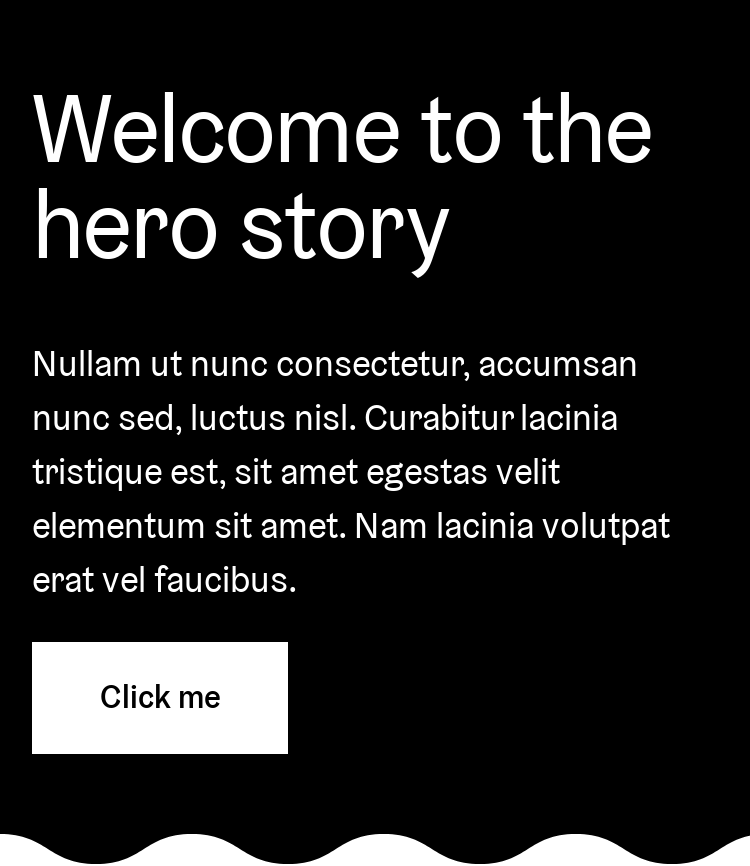 Welcome to the
hero story
Nullam ut nunc consectetur, accumsan
nunc sed, luctus nisl. Curabitur lacinia
tristique est, sit amet egestas velit
elementum sit amet. Nam lacinia volutpat
erat vel faucibus.
Click me